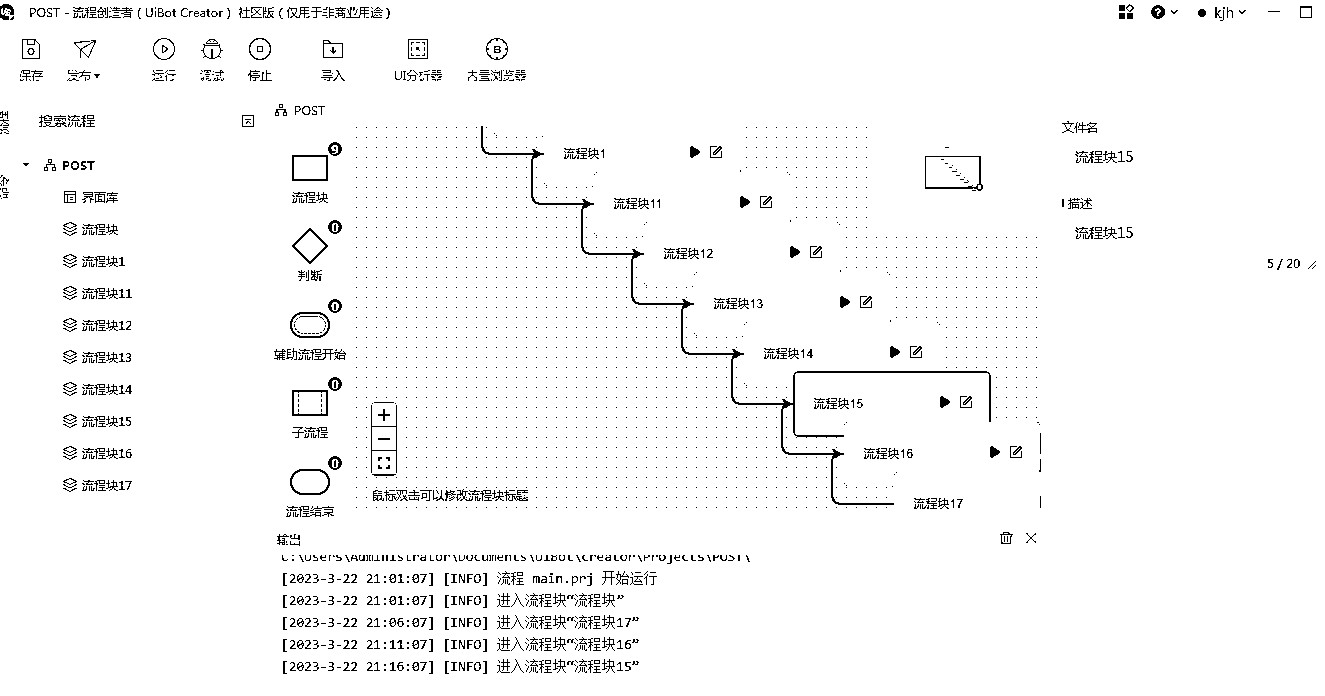 POST - 流程创造者（UiBot Creator）社区版（仅用于非商业用途）
kjh
保存 发布 运行 调试 停止 导入 UI分析器 内置浏览器
搜索流程
POST
界面库
流程块
流程块1
流程块11
流程块12
流程块13
流程块14
流程块15
流程块16
流程块17
POST
9
流程块
0
判断
0
辅助流程开始
0
子流程
0
流程结束
流程块1
流程块11
流程块12
流程块13
流程块14
流程块15
流程块16
流程块17
鼠标双击可以修改流程块标题
文件名
流程块15
描述
流程块15
5 / 20
输出
C:\Users\Administrator\Documents\UiBot\Creator\Projects\POST\
[2023-3-22 21:01:07] [INFO] 流程 main.prj 开始运行
[2023-3-22 21:01:07] [INFO] 进入流程块"流程块"
[2023-3-22 21:06:07] [INFO] 进入流程块"流程块17"
[2023-3-22 21:11:07] [INFO] 进入流程块"流程块16"
[2023-3-22 21:16:07] [INFO] 进入流程块"流程块15"